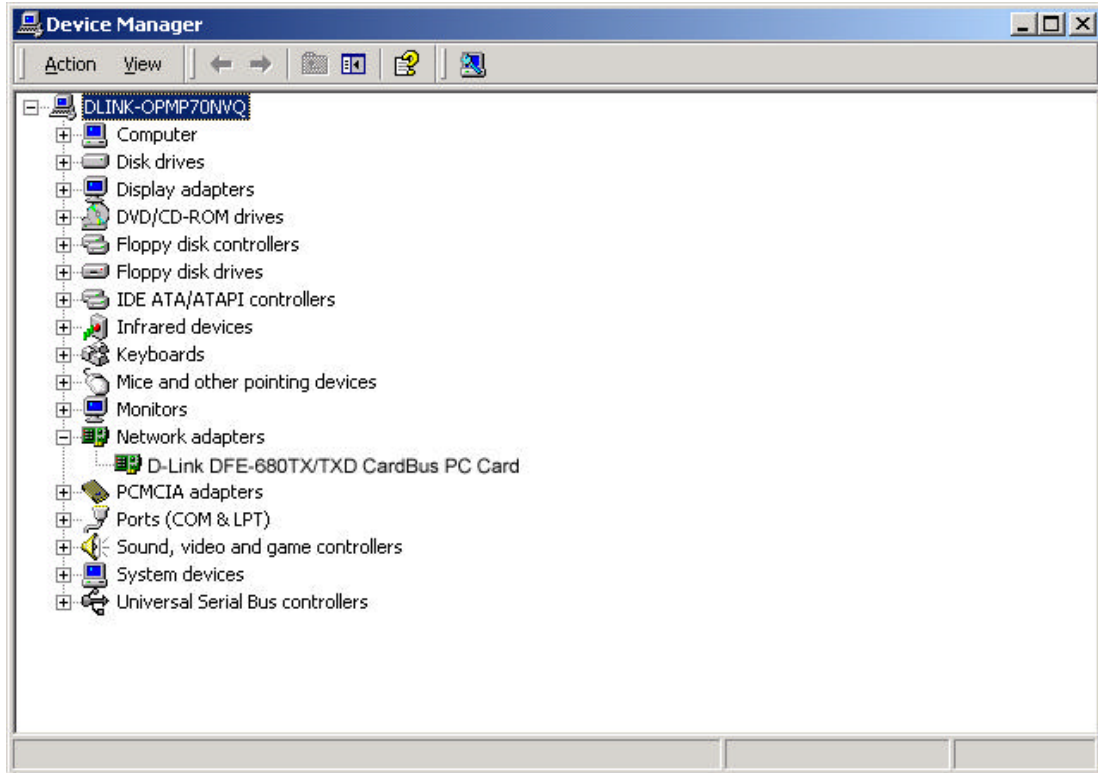 Device Manager
Action View
DLINK-OPMP70NVQ
Computer
Disk drives
Display adapters
DVD/CD-ROM drives
Floppy disk controllers
Floppy disk drives
IDE ATA/ATAPI controllers
Infrared devices
Keyboards
Mice and other pointing devices
Monitors
Network adapters
D-Link DFE-680TX/TXD CardBus PC Card
PCMCIA adapters
Ports (COM & LPT)
Sound, video and game controllers
System devices
Universal Serial Bus controllers